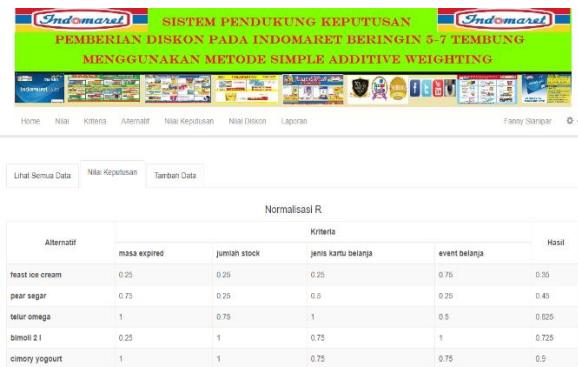 Indomaret
SISTEM PENDUKUNG KEPUTUSAN
Indomaret
PEMBERIAN DISKON PADA INDOMARET BERINGIN 5-7 TEMBUNG
MENGGUNAKAN METODE SIMPLE ADDITIVE WEIGHTING
Indomaret
Home Nilai Kriteria Alternatif Nilai Keputusan Nilai Diskon Laporan Fanny Sianipar
Lihat Semua Data Nilai Keputusan Tambah Data
Normalisasi R
Alternatif Kriteria Hasil
masa expired jumlah stock jenis kartu belanja event belanja
feast ice cream 0.25 0.25 0.25 0.75 0.35
pear segar 0.75 0.25 0.5 0.25 0.45
telur omega 1 0.75 1 0.5 0.825
bimoli 2 l 0.25 1 0.75 1 0.725
cimory yogourt 1 1 0.75 0.75 0.9